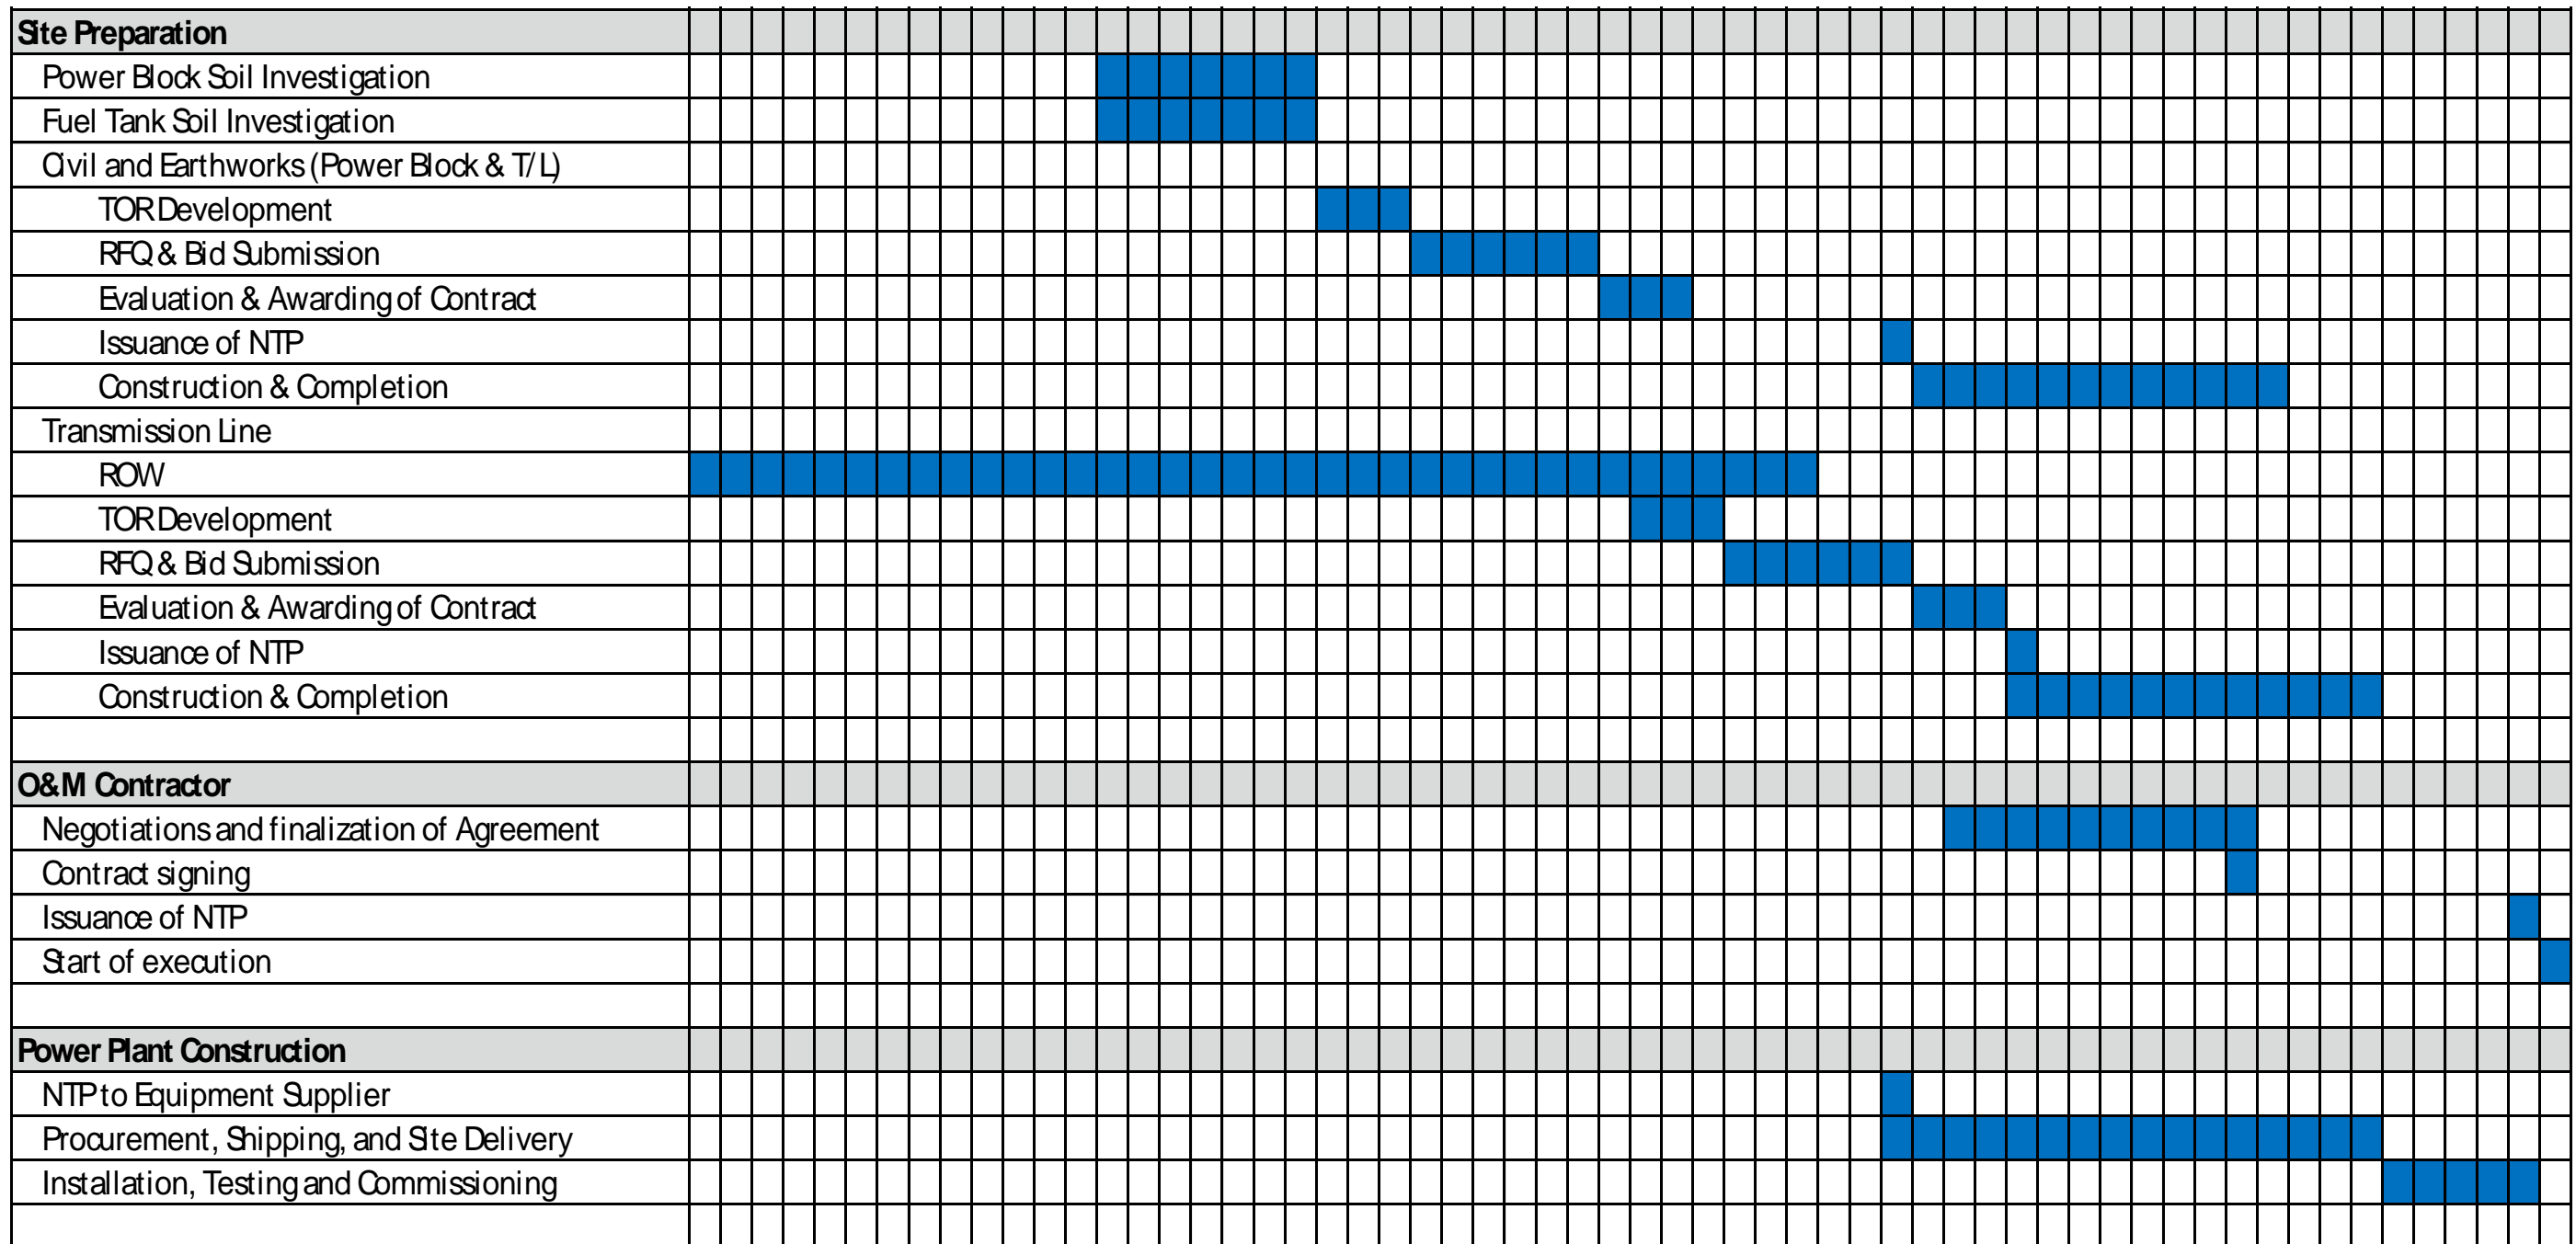 Site Preparation
Power Block Soil Investigation
Fuel Tank Soil Investigation
Civil and Earthworks (Power Block & T/L)
TOR Development
RFQ & Bid Submission
Evaluation & Awarding of Contract
Issuance of NTP
Construction & Completion
Transmission Line
ROW
TOR Development
RFQ & Bid Submission
Evaluation & Awarding of Contract
Issuance of NTP
Construction & Completion
O&M Contractor
Negotiations and finalization of Agreement
Contract signing
Issuance of NTP
Start of execution
Power Plant Construction
NTP to Equipment Supplier
Procurement, Shipping, and Site Delivery
Installation, Testing and Commissioning